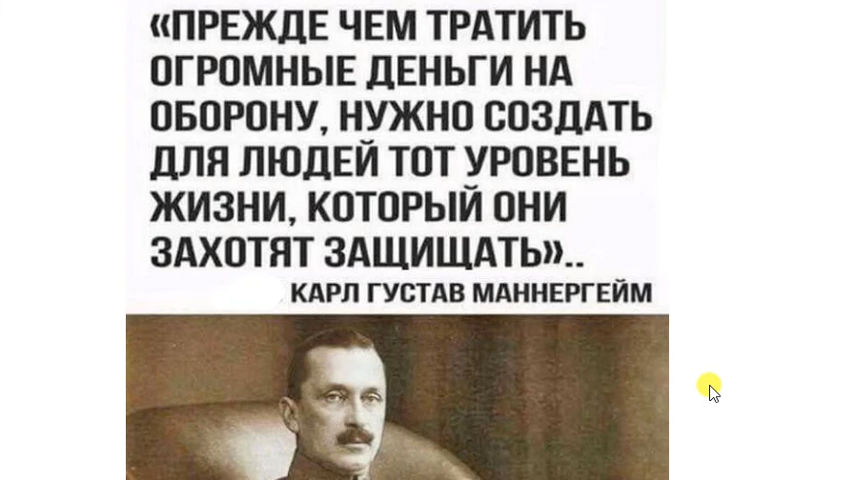 «ПРЕЖДЕ ЧЕМ ТРАТИТЬ
ОГРОМНЫЕ ДЕНЬГИ НА
ОБОРОНУ, НУЖНО СОЗДАТЬ
ДЛЯ ЛЮДЕЙ ТОТ УРОВЕНЬ
ЖИЗНИ, КОТОРЫЙ ОНИ
ЗАХОТЯТ ЗАЩИЩАТЬ»..
КАРЛ ГУСТАВ МАННЕРГЕЙМ